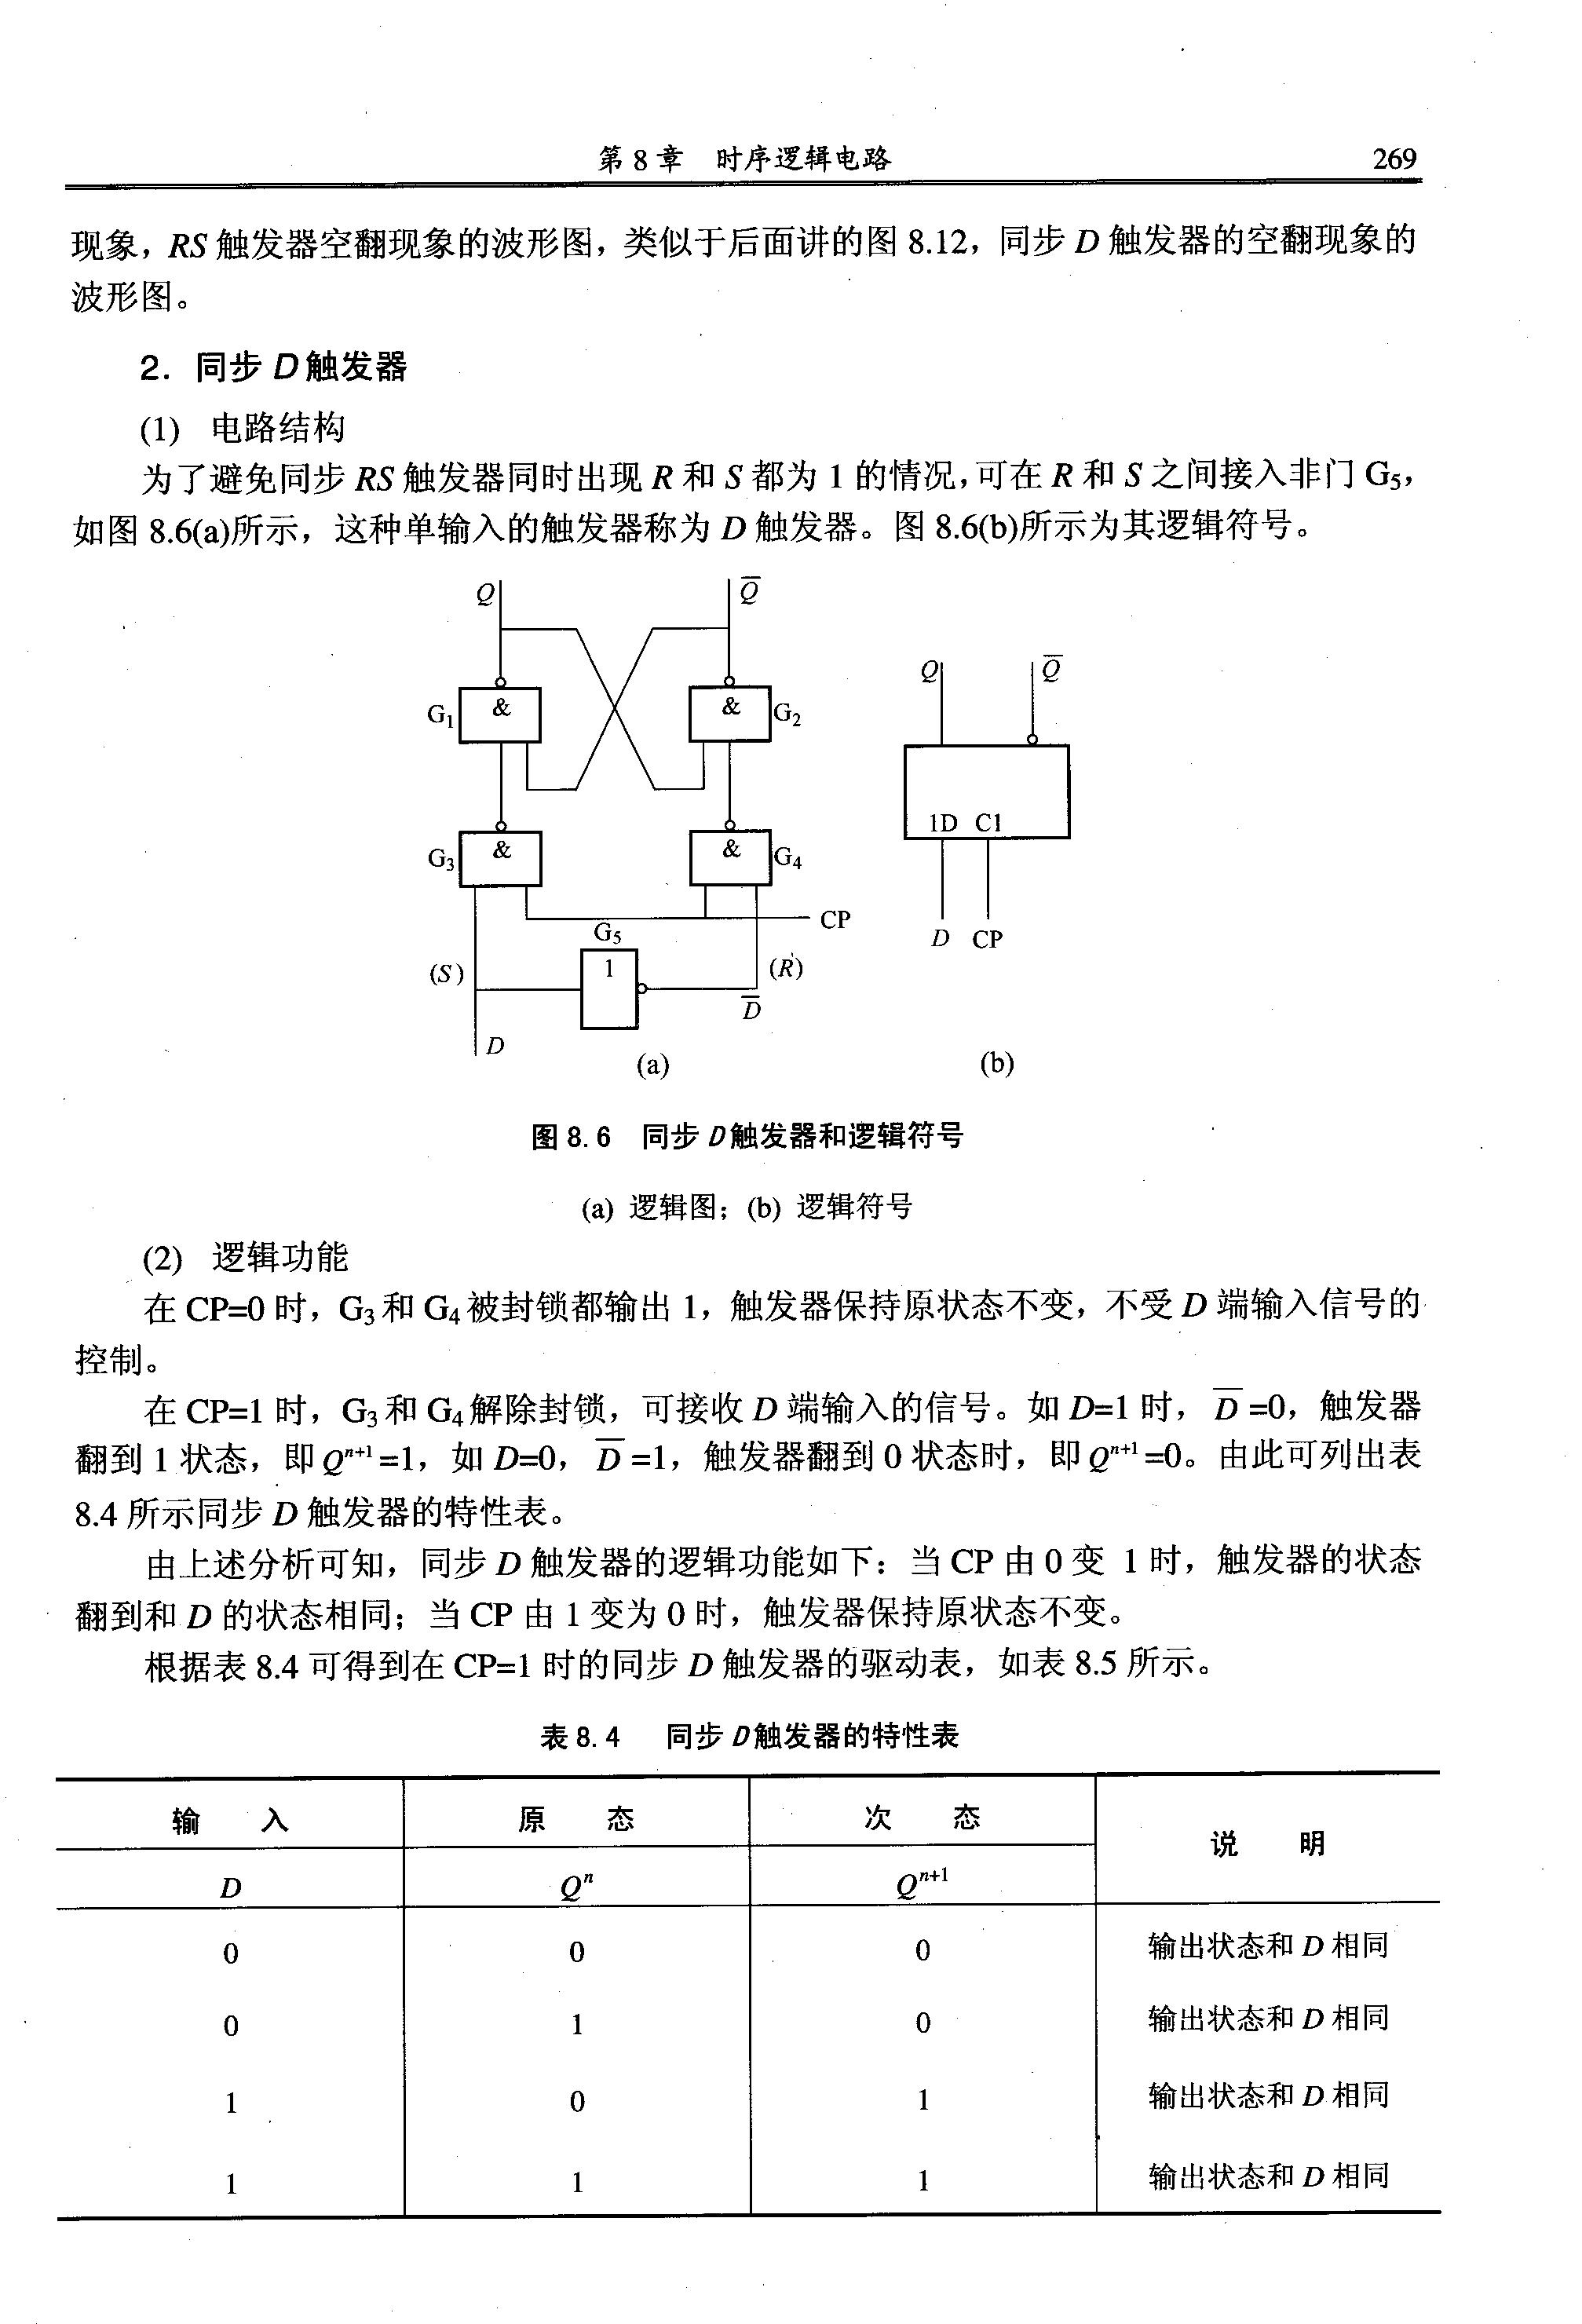 第 8 章　时序逻辑电路　269
现象，RS 触发器空翻现象的波形图，类似于后面讲的图 8.12，同步 D 触发器的空翻现象的
波形图。
2. 同步 D 触发器
(1) 电路结构
为了避免同步 RS 触发器同时出现 R 和 S 都为 1 的情况，可在 R 和 S 之间接入非门 G₅，
如图 8.6(a)所示，这种单输入的触发器称为 D 触发器。图 8.6(b)所示为其逻辑符号。
Q Q̅
G₁ & & G₂
Q Q̅
G₃ & & G₄
1D C1
CP
G₅
D CP
(S) 1 (R)
D̅
D
(a) (b)
图 8.6　同步 D 触发器和逻辑符号
(a) 逻辑图；(b) 逻辑符号
(2) 逻辑功能
在 CP=0 时，G₃ 和 G₄ 被封锁都输出 1，触发器保持原状态不变，不受 D 端输入信号的
控制。
在 CP=1 时，G₃ 和 G₄ 解除封锁，可接收 D 端输入的信号。如 D=1 时，D̅ =0，触发器
翻到 1 状态，即 Qⁿ⁺¹ =1，如 D=0，D̅ =1，触发器翻到 0 状态时，即 Qⁿ⁺¹ =0。由此可列出表
8.4 所示同步 D 触发器的特性表。
由上述分析可知，同步 D 触发器的逻辑功能如下：当 CP 由 0 变 1 时，触发器的状态
翻到和 D 的状态相同；当 CP 由 1 变为 0 时，触发器保持原状态不变。
根据表 8.4 可得到在 CP=1 时的同步 D 触发器的驱动表，如表 8.5 所示。
表 8.4　同步 D 触发器的特性表
输　入　原　态　次　态　说　明
D Qⁿ Qⁿ⁺¹
0 0 0 输出状态和 D 相同
0 1 0 输出状态和 D 相同
1 0 1 输出状态和 D 相同
1 1 1 输出状态和 D 相同